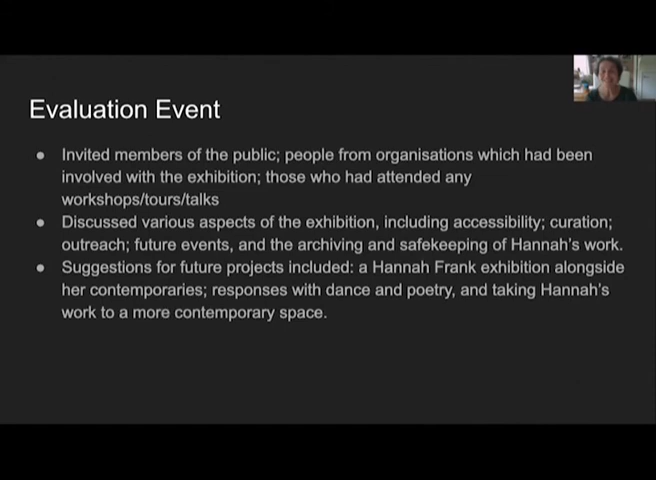 Evaluation Event
● Invited members of the public; people from organisations which had been
involved with the exhibition; those who had attended any
workshops/tours/talks
● Discussed various aspects of the exhibition, including accessibility; curation;
outreach; future events, and the archiving and safekeeping of Hannah's work.
● Suggestions for future projects included: a Hannah Frank exhibition alongside
her contemporaries; responses with dance and poetry, and taking Hannah's
work to a more contemporary space.